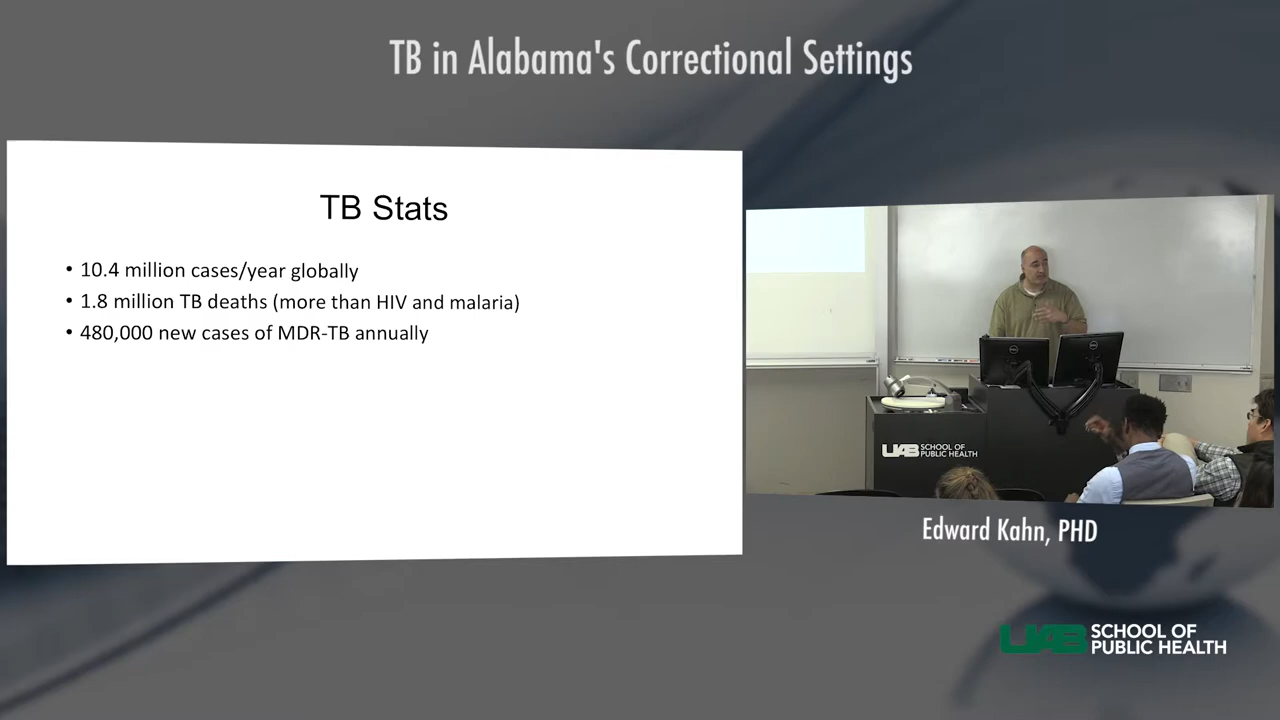 TB in Alabama's Correctional Settings
TB Stats
• 10.4 million cases/year globally
• 1.8 million TB deaths (more than HIV and malaria)
• 480,000 new cases of MDR-TB annually
UAB SCHOOL OF
PUBLIC HEALTH
Edward Kahn, PHD
UAB SCHOOL OF
PUBLIC HEALTH